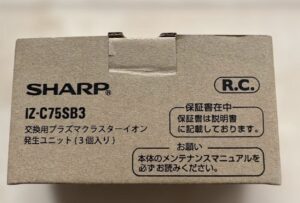 SHARP®
R.C.
IZ-C75SB3
交換用プラズマクラスターイオン
発生ユニット(3個入り)
保証書在中
保証書は説明書
に記載しております。
お願い
本体のメンテナンスマニュアルを
必ずお読みください。